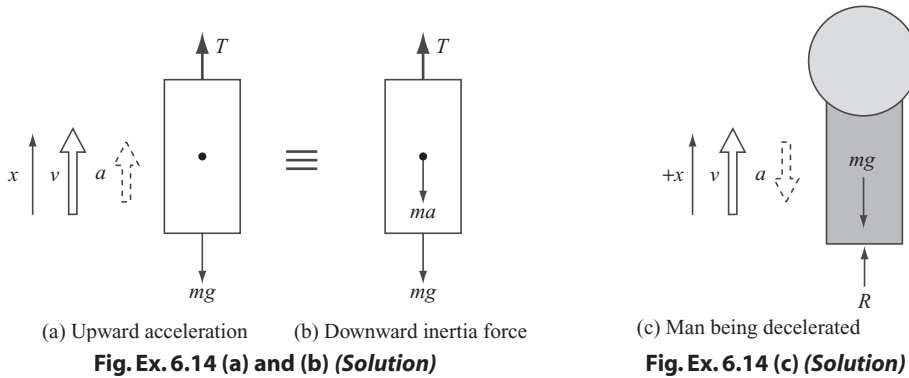 T
T
x v a
mg
ma
mg
+x v a
mg
R
(a) Upward acceleration
(b) Downward inertia force
Fig. Ex. 6.14 (a) and (b) (Solution)
(c) Man being decelerated
Fig. Ex. 6.14 (c) (Solution)